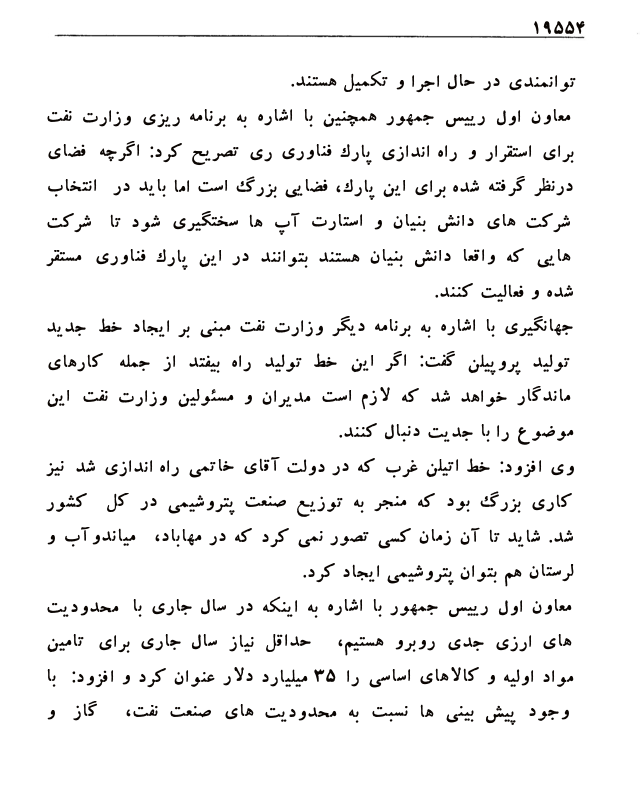 ۱۹۵۵۴
توانمندی در حال اجرا و تکمیل هستند.
معاون اول رییس جمهور همچنین با اشاره به برنامه ریزی وزارت نفت
برای استقرار و راه اندازی پارك فناوری ری تصریح کرد: اگرچه فضای
درنظر گرفته شده برای این پارك، فضایی بزرگ است اما باید در انتخاب
شرکت های دانش بنیان و استارت آپ ها سختگیری شود تا شرکت
هایی که واقعا دانش بنیان هستند بتوانند در این پارك فناوری مستقر
شده و فعالیت کنند.
جهانگیری با اشاره به برنامه دیگر وزارت نفت مبنی بر ایجاد خط جدید
تولید پروپیلن گفت: اگر این خط تولید راه بیفتد از جمله کارهای
ماندگار خواهد شد که لازم است مدیران و مسئولین وزارت نفت این
موضوع را با جدیت دنبال کنند.
وی افزود: خط اتیلن غرب که در دولت آقای خاتمی راه اندازی شد نیز
کاری بزرگ بود که منجر به توزیع صنعت پتروشیمی در کل کشور
شد. شاید تا آن زمان کسی تصور نمی کرد که در مهاباد، میاندوآب و
لرستان هم بتوان پتروشیمی ایجاد کرد.
معاون اول رییس جمهور با اشاره به اینکه در سال جاری با محدودیت
های ارزی جدی روبرو هستیم، حداقل نیاز سال جاری برای تامین
مواد اولیه و کالاهای اساسی را ۳۵ میلیارد دلار عنوان کرد و افزود: با
وجود پیش بینی ها نسبت به محدودیت های صنعت نفت، گاز و